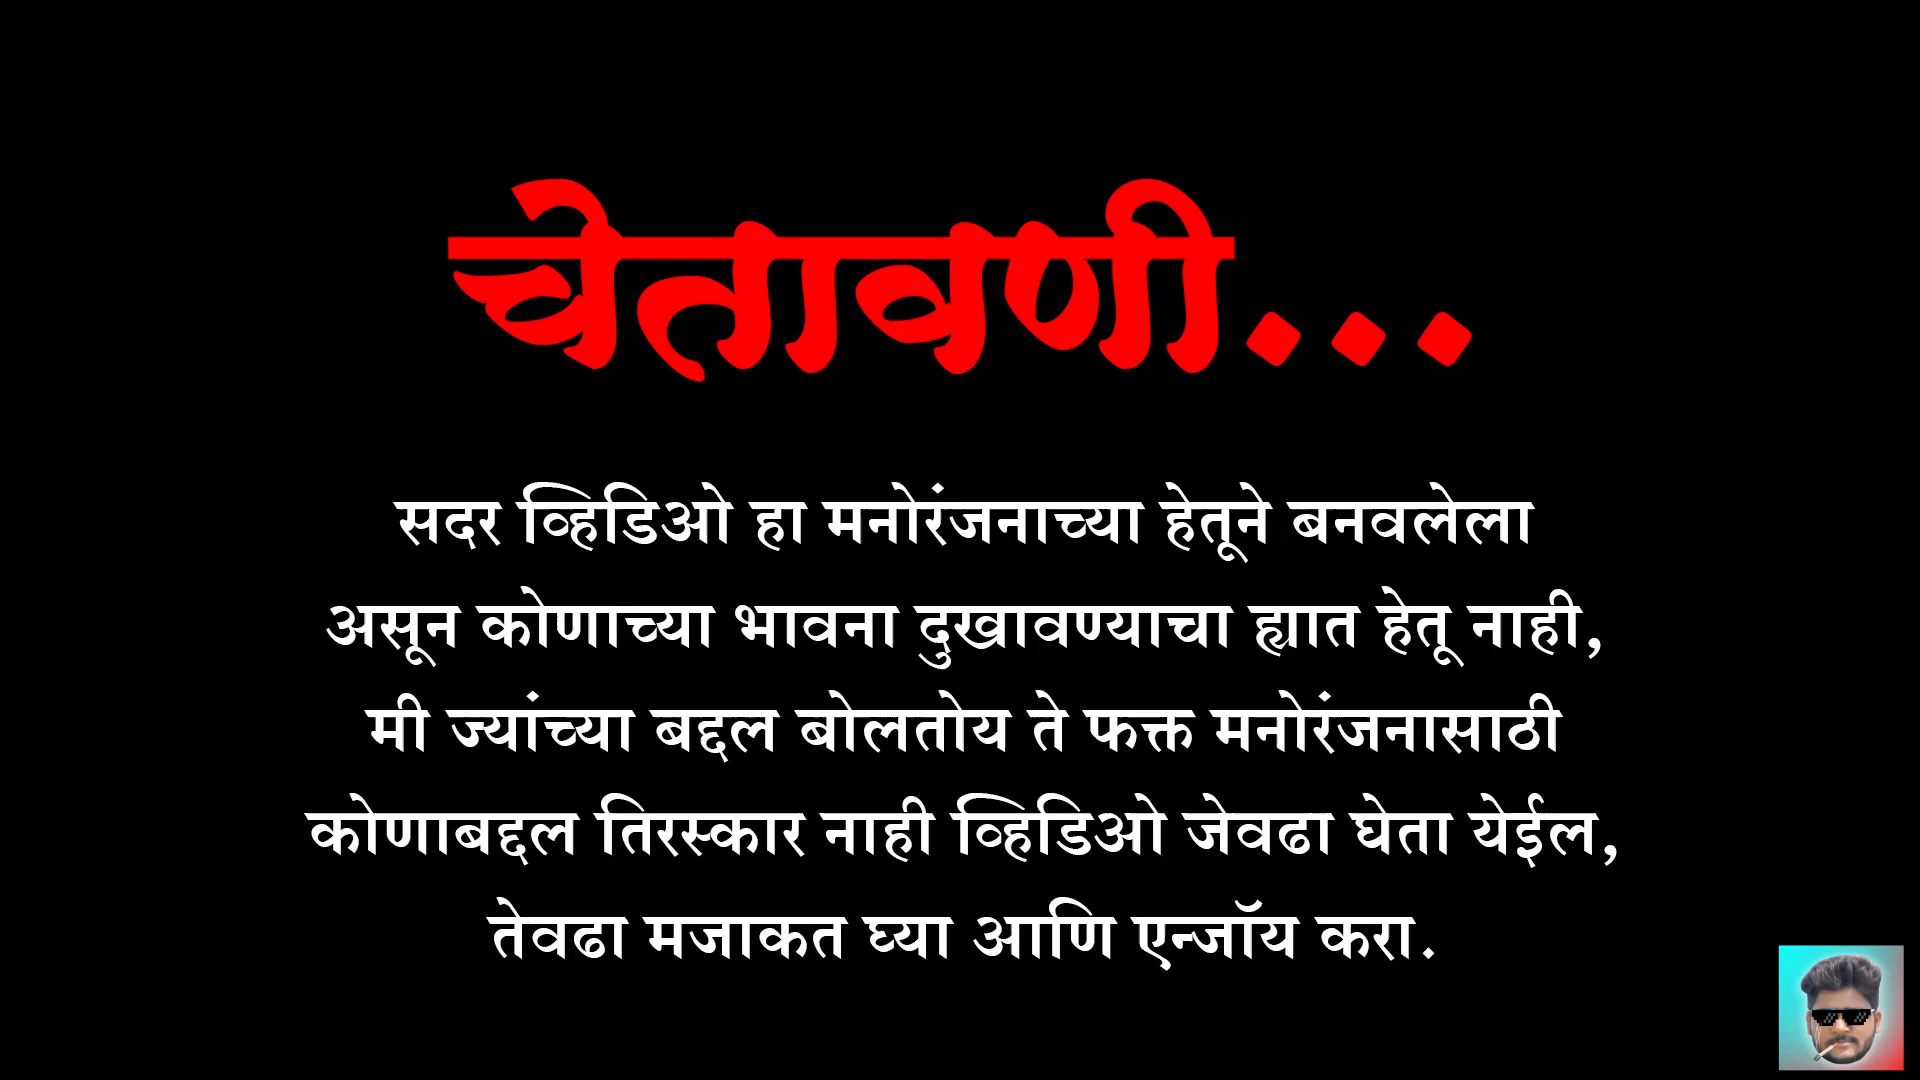 चेतावणी...
सदर व्हिडिओ हा मनोरंजनाच्या हेतूने बनवलेला
असून कोणाच्या भावना दुखावण्याचा ह्यात हेतू नाही,
मी ज्यांच्या बद्दल बोलतोय ते फक्त मनोरंजनासाठी
कोणाबद्दल तिरस्कार नाही व्हिडिओ जेवढा घेता येईल,
तेवढा मजाकत घ्या आणि एन्जॉय करा.